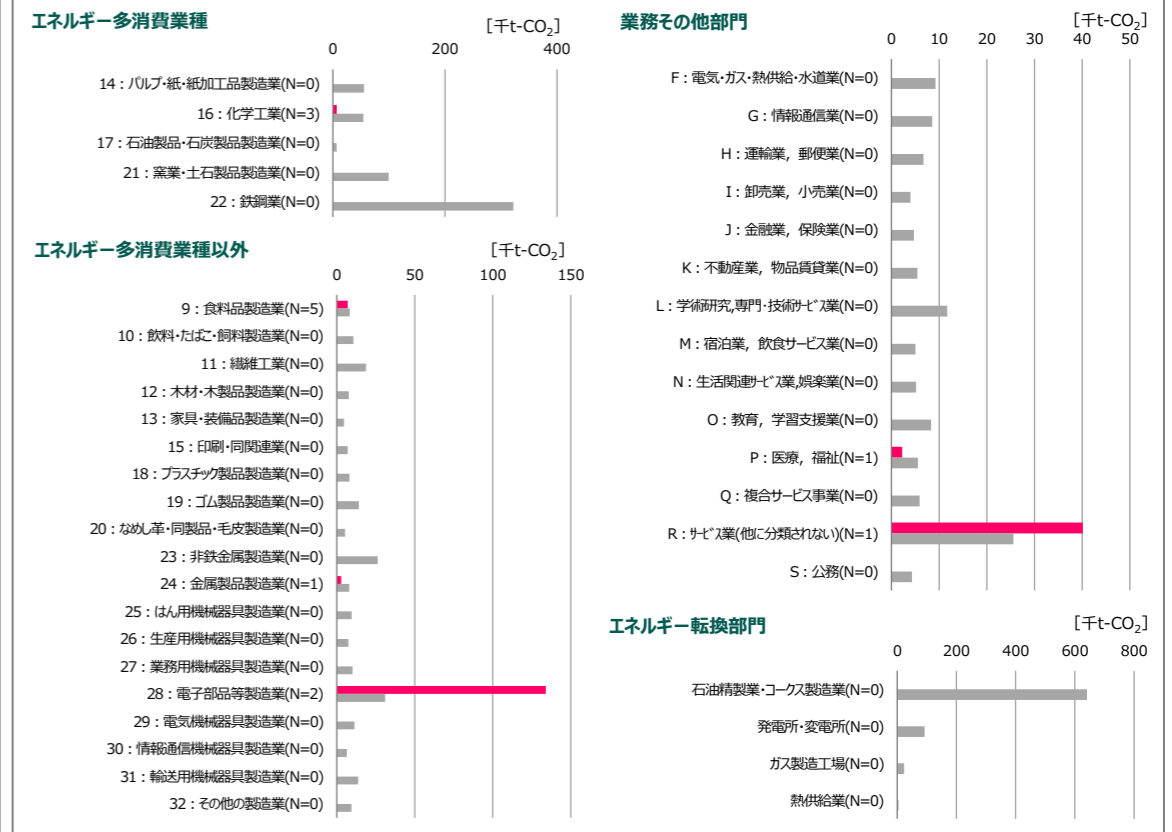 エネルギー多消費業種
[千t-CO₂]
0 200 400
14：パルプ・紙・紙加工品製造業(N=0)
16：化学工業(N=3)
17：石油製品・石炭製品製造業(N=0)
21：窯業・土石製品製造業(N=0)
22：鉄鋼業(N=0)
エネルギー多消費業種以外
[千t-CO₂]
0 50 100 150
9：食料品製造業(N=5)
10：飲料・たばこ・飼料製造業(N=0)
11：繊維工業(N=0)
12：木材・木製品製造業(N=0)
13：家具・装備品製造業(N=0)
15：印刷・同関連業(N=0)
18：プラスチック製品製造業(N=0)
19：ゴム製品製造業(N=0)
20：なめし革・同製品・毛皮製造業(N=0)
23：非鉄金属製造業(N=0)
24：金属製品製造業(N=1)
25：はん用機械器具製造業(N=0)
26：生産用機械器具製造業(N=0)
27：業務用機械器具製造業(N=0)
28：電子部品等製造業(N=2)
29：電気機械器具製造業(N=0)
30：情報通信機械器具製造業(N=0)
31：輸送用機械器具製造業(N=0)
32：その他の製造業(N=0)
業務その他部門
[千t-CO₂]
0 10 20 30 40 50
F：電気・ガス・熱供給・水道業(N=0)
G：情報通信業(N=0)
H：運輸業，郵便業(N=0)
I：卸売業，小売業(N=0)
J：金融業，保険業(N=0)
K：不動産業，物品賃貸業(N=0)
L：学術研究,専門・技術ｻｰﾋﾞｽ業(N=0)
M：宿泊業，飲食サービス業(N=0)
N：生活関連ｻｰﾋﾞｽ業,娯楽業(N=0)
O：教育，学習支援業(N=0)
P：医療，福祉(N=1)
Q：複合サービス事業(N=0)
R：ｻｰﾋﾞｽ業(他に分類されない)(N=1)
S：公務(N=0)
エネルギー転換部門
[千t-CO₂]
0 200 400 600 800
石油精製業・コークス製造業(N=0)
発電所・変電所(N=0)
ガス製造工場(N=0)
熱供給業(N=0)